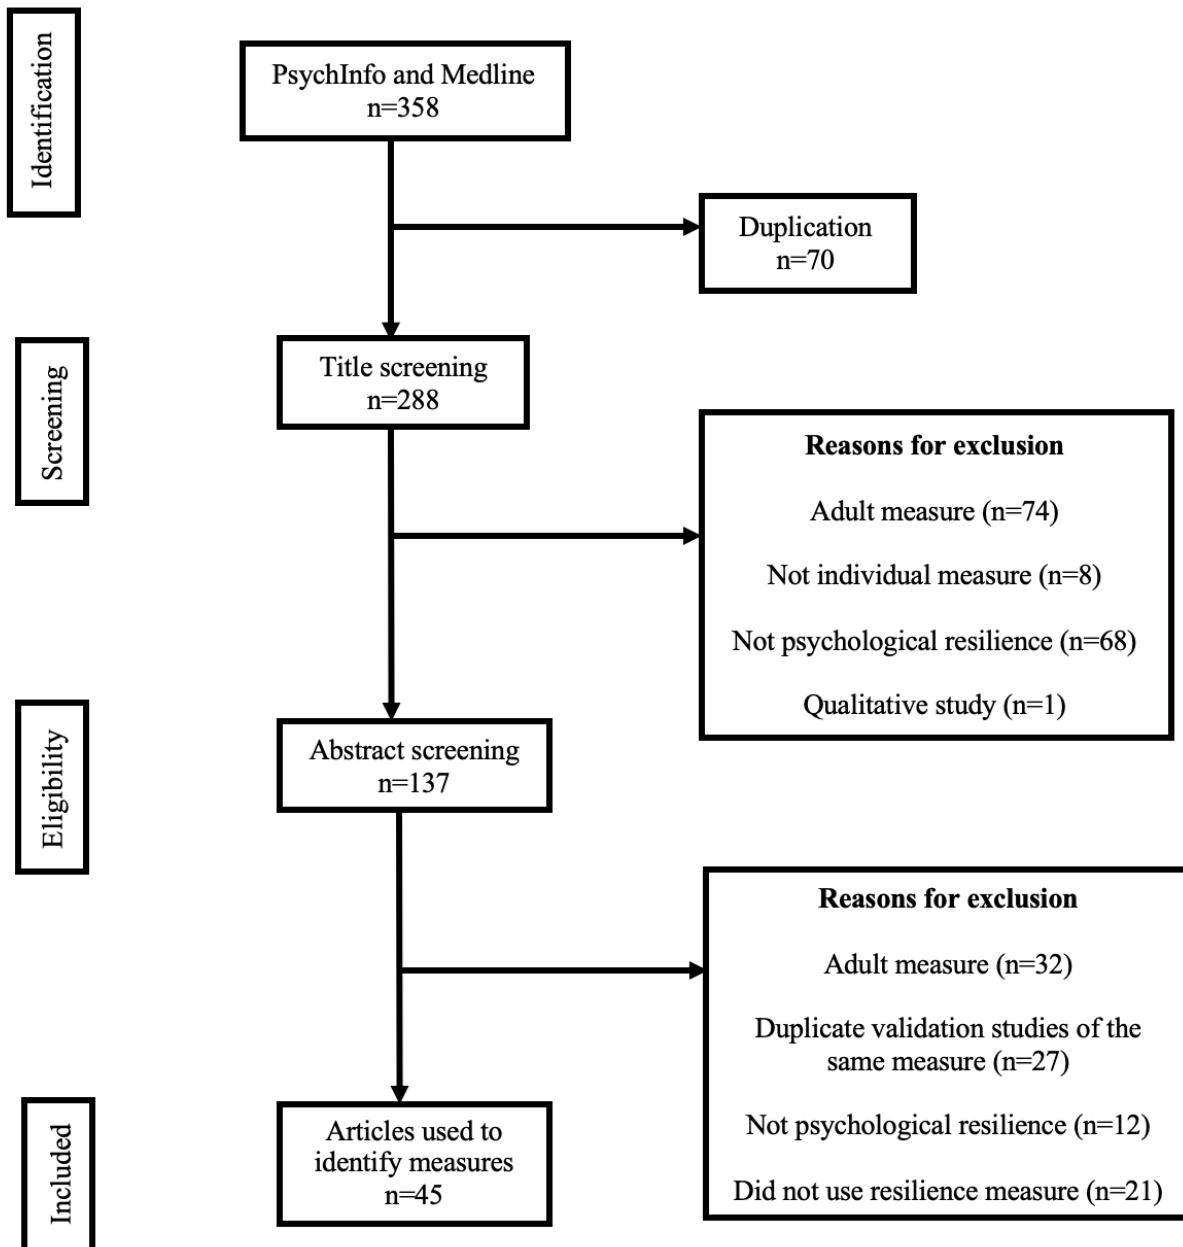 Identification
PsychInfo and Medline
n=358
Duplication
n=70
Screening
Title screening
n=288
Reasons for exclusion
Adult measure (n=74)
Not individual measure (n=8)
Not psychological resilience (n=68)
Qualitative study (n=1)
Eligibility
Abstract screening
n=137
Reasons for exclusion
Adult measure (n=32)
Duplicate validation studies of the
same measure (n=27)
Not psychological resilience (n=12)
Did not use resilience measure (n=21)
Included
Articles used to
identify measures
n=45